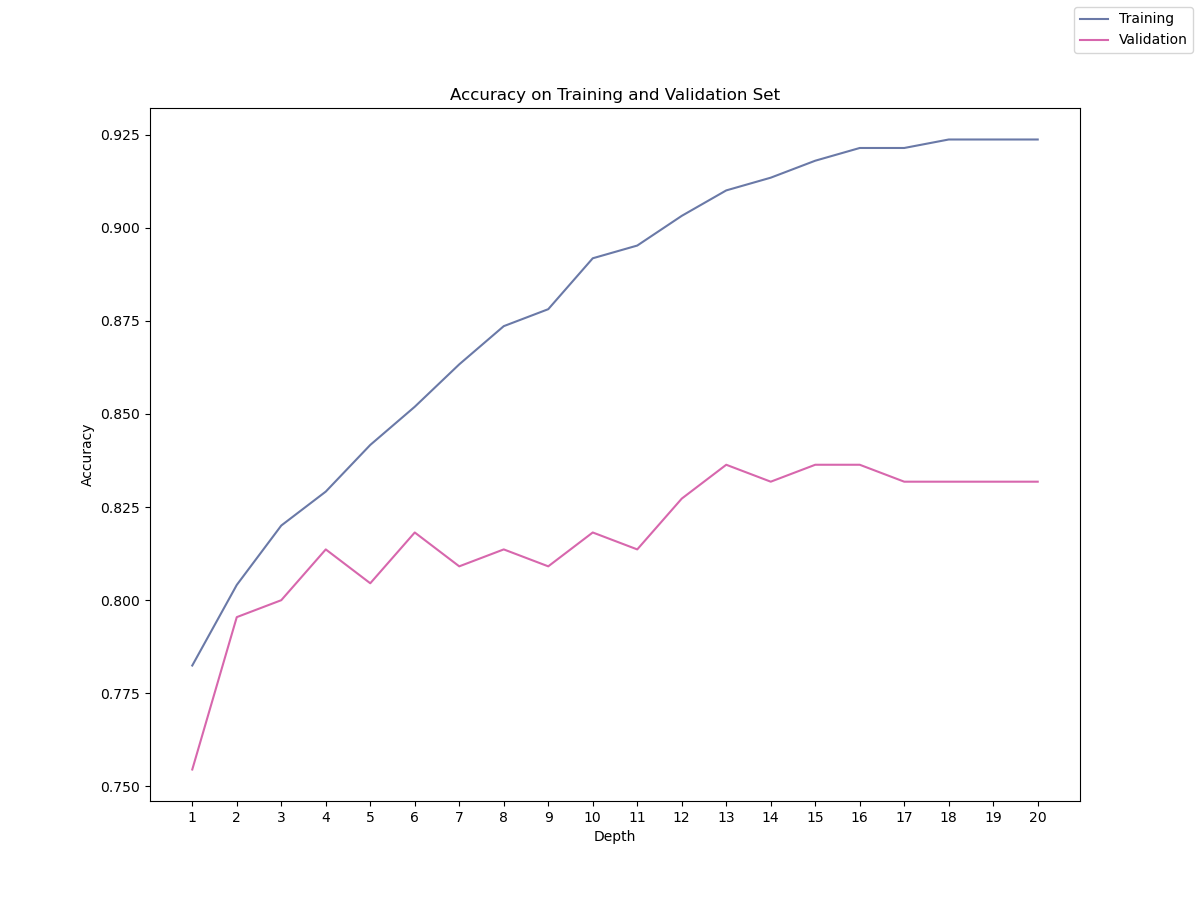 Training
Validation
Accuracy on Training and Validation Set
0.925
0.900
0.875
0.850
0.825
0.800
0.775
0.750
Accuracy
1 2 3 4 5 6 7 8 9 10 11 12 13 14 15 16 17 18 19 20
Depth